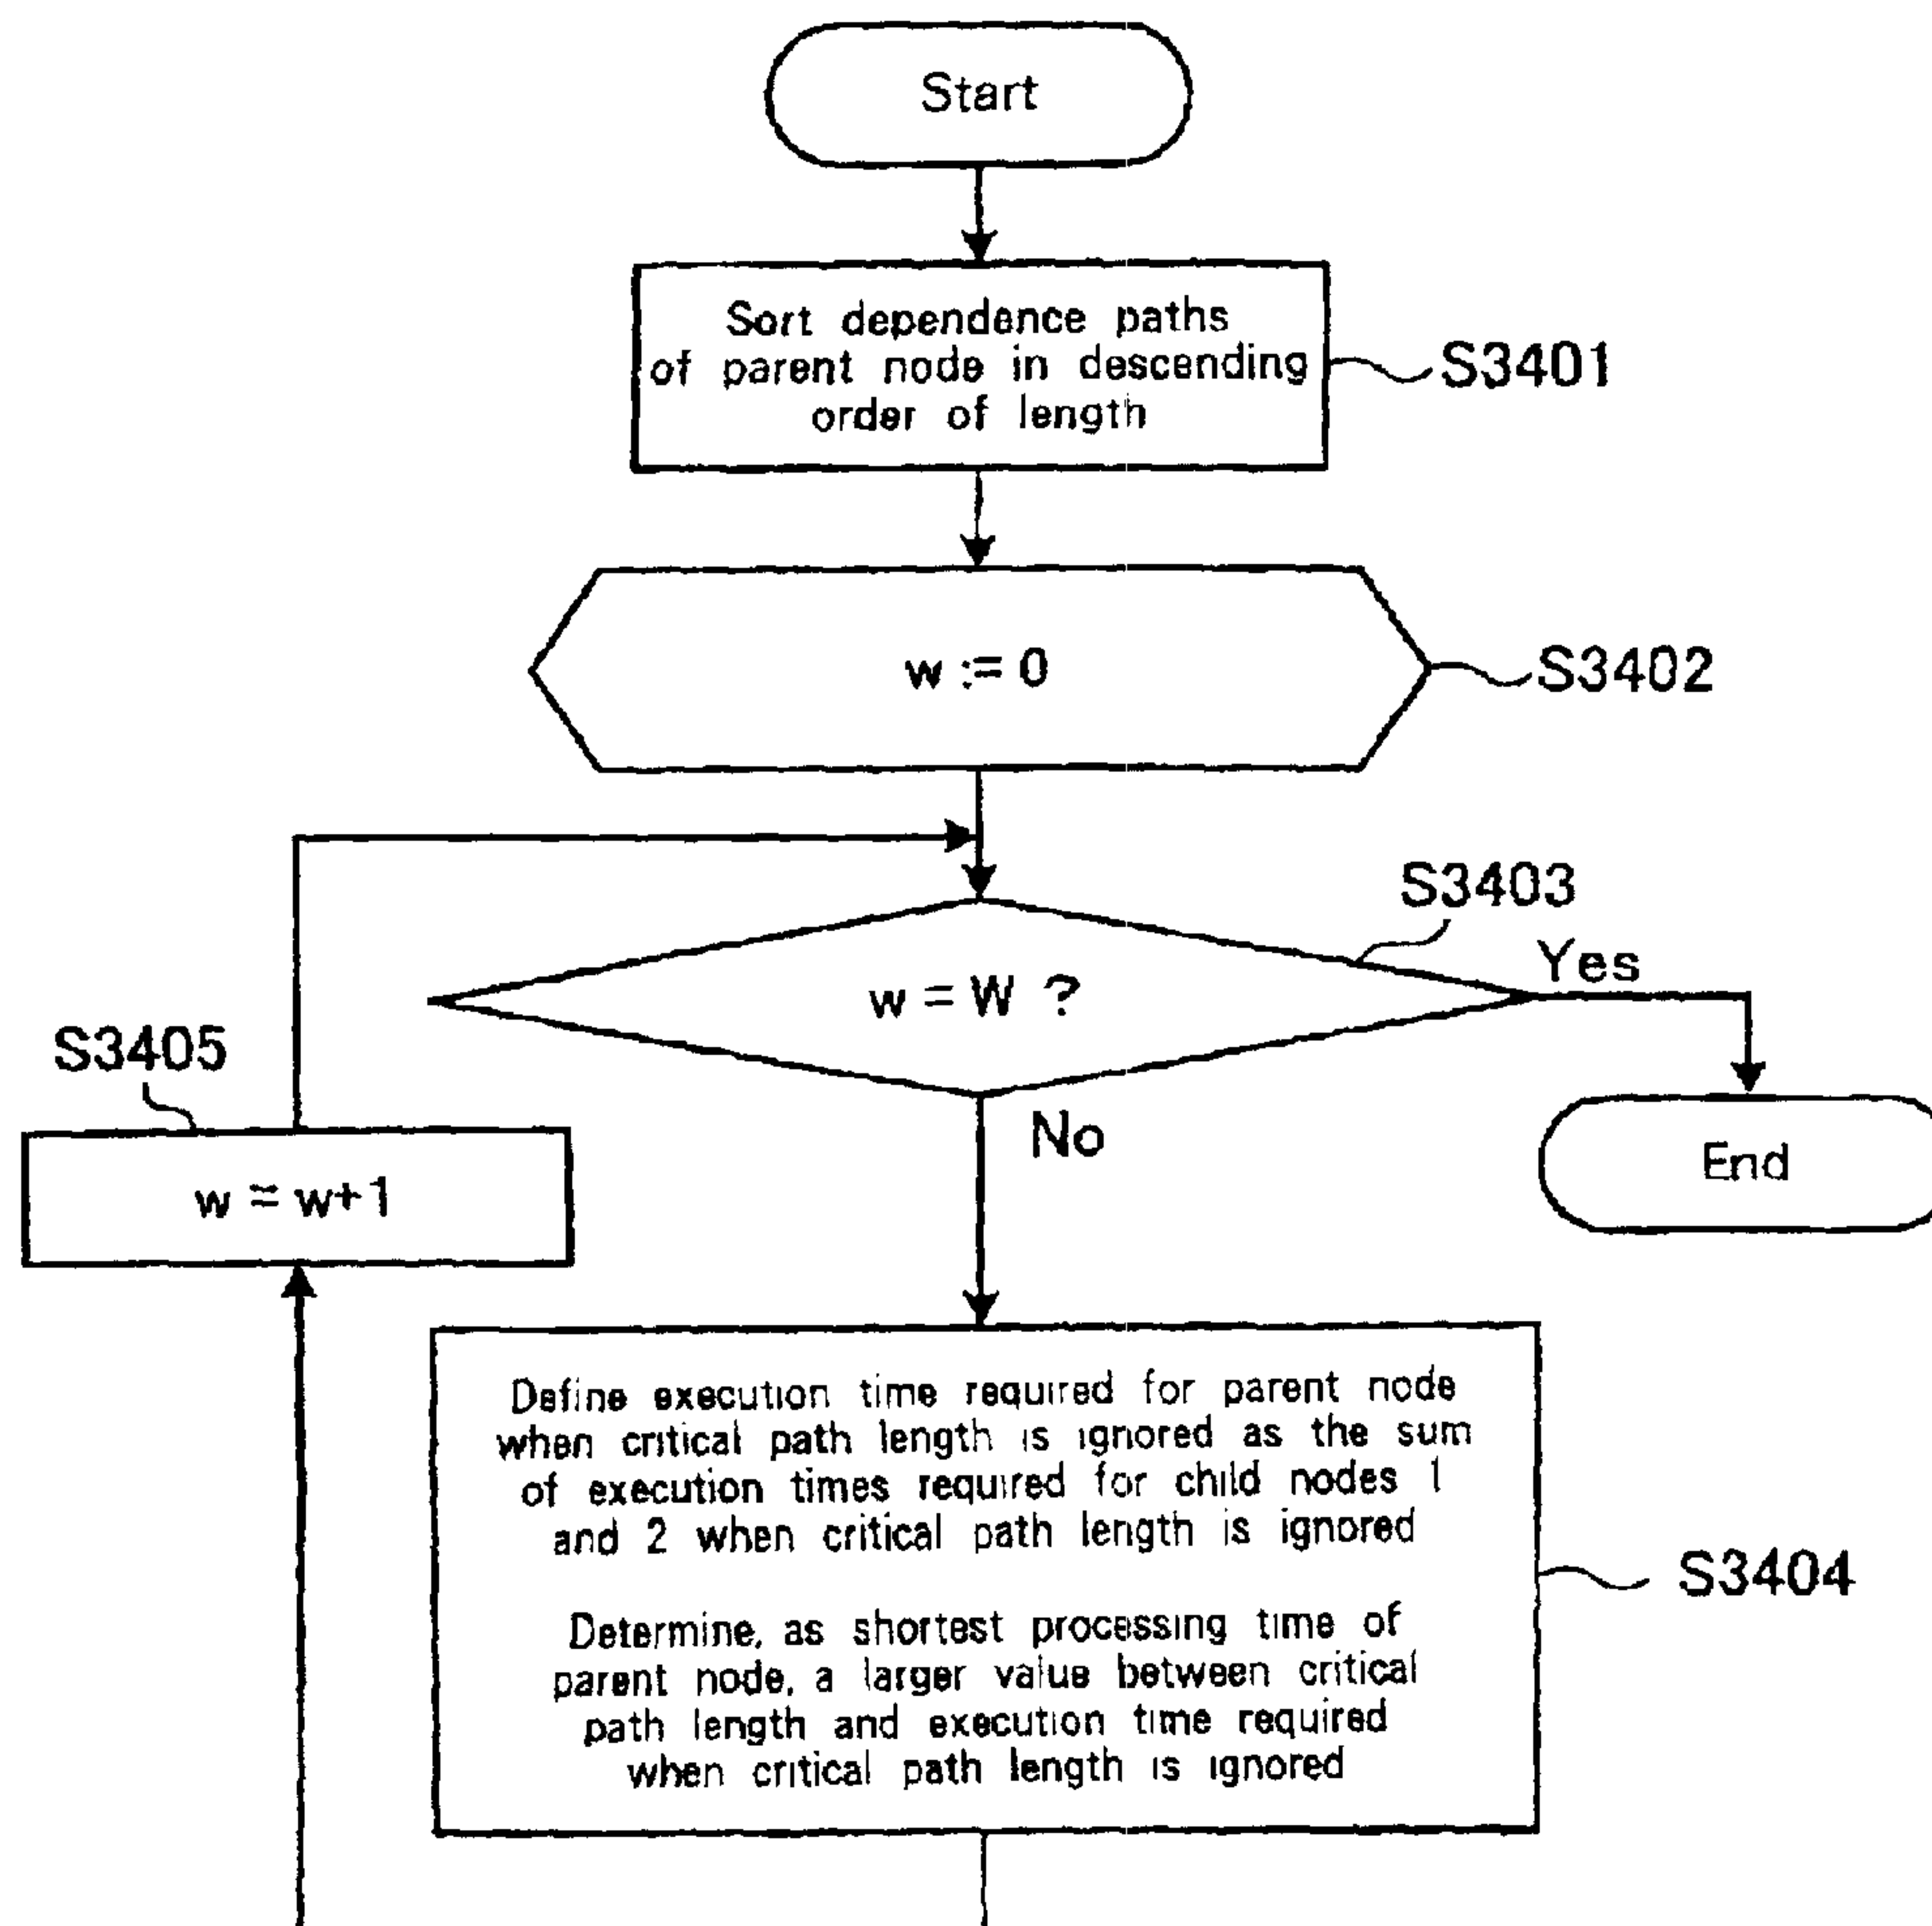 Start
Sort dependence paths
of parent node in descending
order of length
S3401
w := 0
S3402
S3403
w = W ?
Yes
S3405
No
w = w+1
End
Define execution time required for parent node
when critical path length is ignored as the sum
of execution times required for child nodes 1
and 2 when critical path length is ignored
S3404
Determine, as shortest processing time of
parent node, a larger value between critical
path length and execution time required
when critical path length is ignored